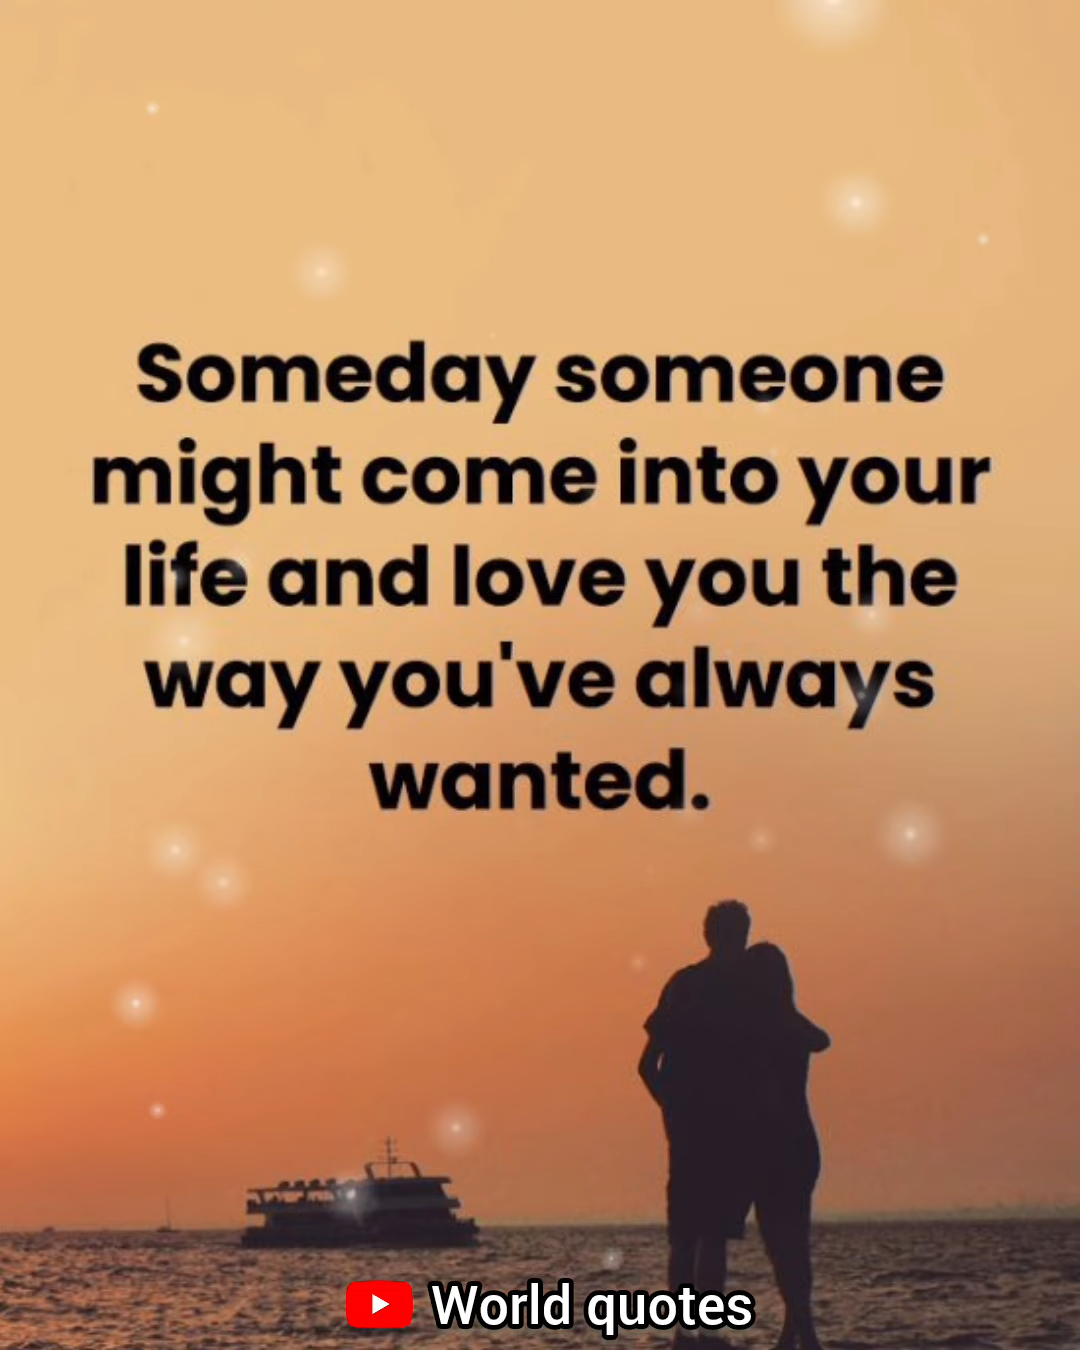 Someday someone
might come into your
life and love you the
way you've always
wanted.
World quotes